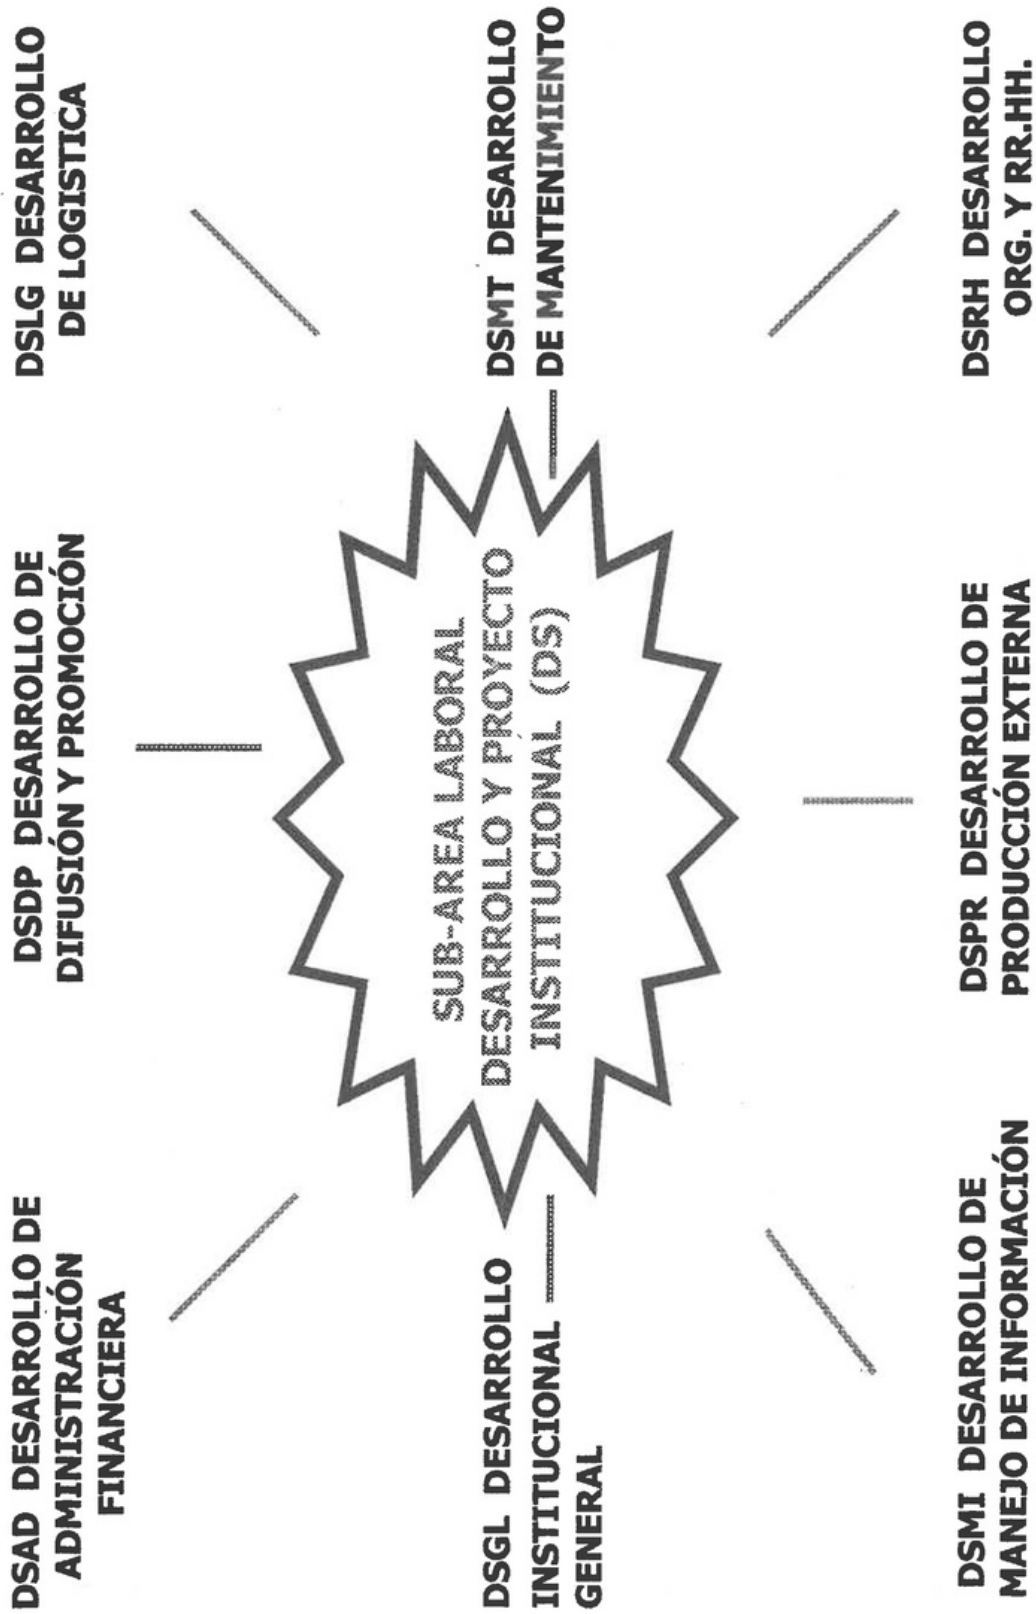 DSAD DESARROLLO DE
ADMINISTRACIÓN
FINANCIERA
DSDP DESARROLLO DE
DIFUSIÓN Y PROMOCIÓN
DSLG DESARROLLO
DE LOGISTICA
DSGL DESARROLLO
INSTITUCIONAL
GENERAL
SUB-AREA LABORAL
DESARROLLO Y PROYECTO
INSTITUCIONAL (DS)
DSMT DESARROLLO
DE MANTENIMIENTO
DSMI DESARROLLO DE
MANEJO DE INFORMACIÓN
DSPR DESARROLLO DE
PRODUCCIÓN EXTERNA
DSRH DESARROLLO
ORG. Y RR.HH.